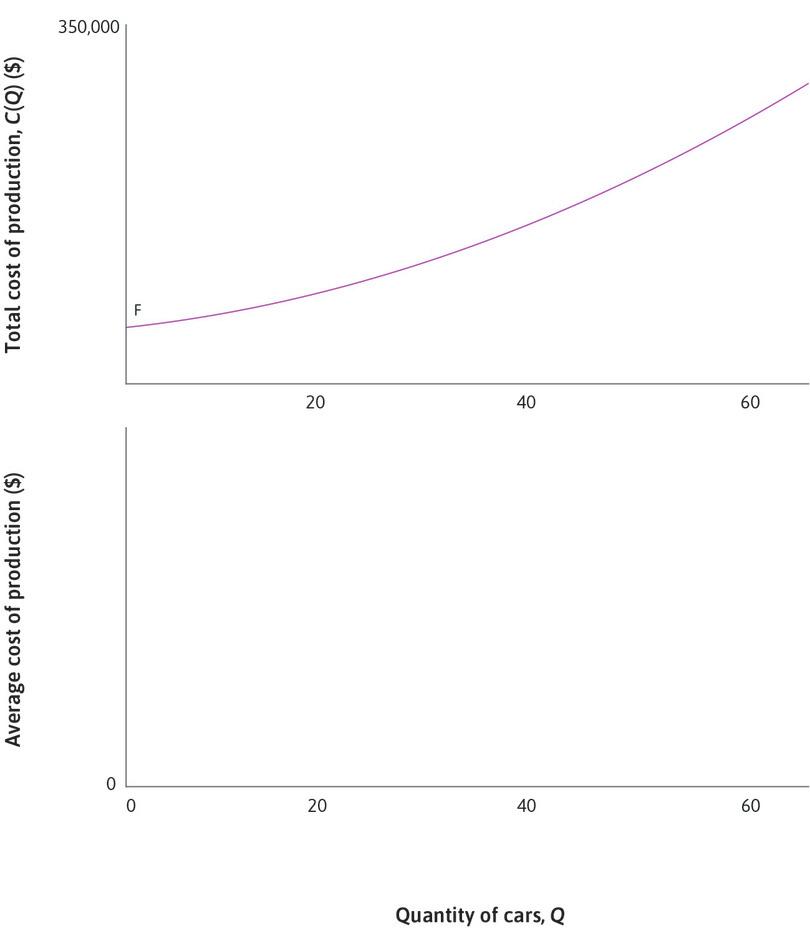 350,000
Total cost of production, C(Q) ($)
F
20 40 60
Average cost of production ($)
0
0 20 40 60
Quantity of cars, Q